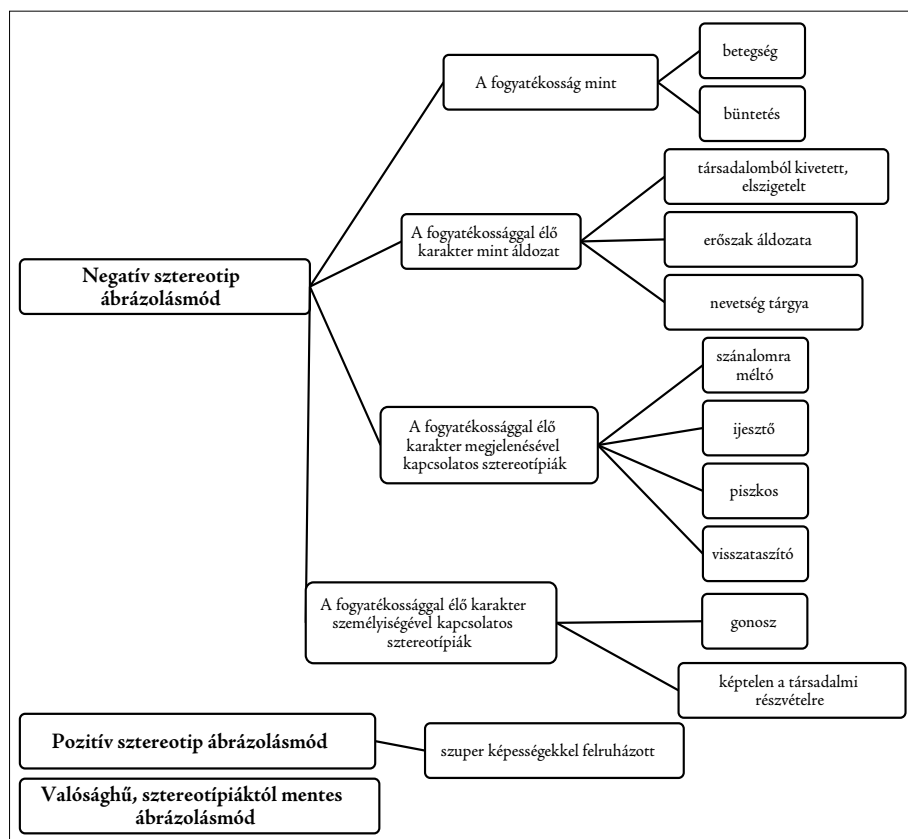 Negatív sztereotip
ábrázolásmód
A fogyatékosság mint
betegség
büntetés
A fogyatékossággal élő
karakter mint áldozat
társadalomból kivetett,
elszigetelt
erőszak áldozata
nevetség tárgya
A fogyatékossággal élő
karakter megjelenésével
kapcsolatos sztereotípiák
szánalomra
méltó
ijesztő
piszkos
visszataszító
A fogyatékossággal élő karakter
személyiségével kapcsolatos
sztereotípiák
gonosz
képtelen a társadalmi
részvételre
Pozitív sztereotip ábrázolásmód
szuper képességekkel felruházott
Valósághű, sztereotípiáktól mentes
ábrázolásmód